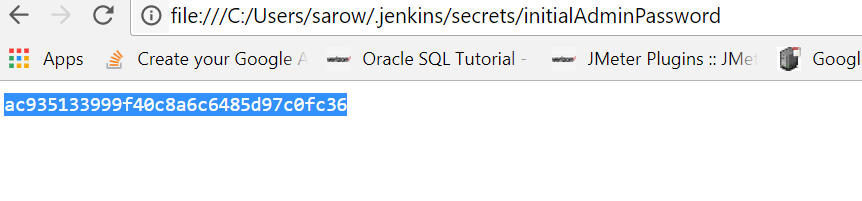 file:///C:/Users/sarow/.jenkins/secrets/initialAdminPassword
Apps Create your Google A Oracle SQL Tutorial - JMeter Plugins :: JMet Googl
ac935133999f40c8a6c6485d97c0fc36